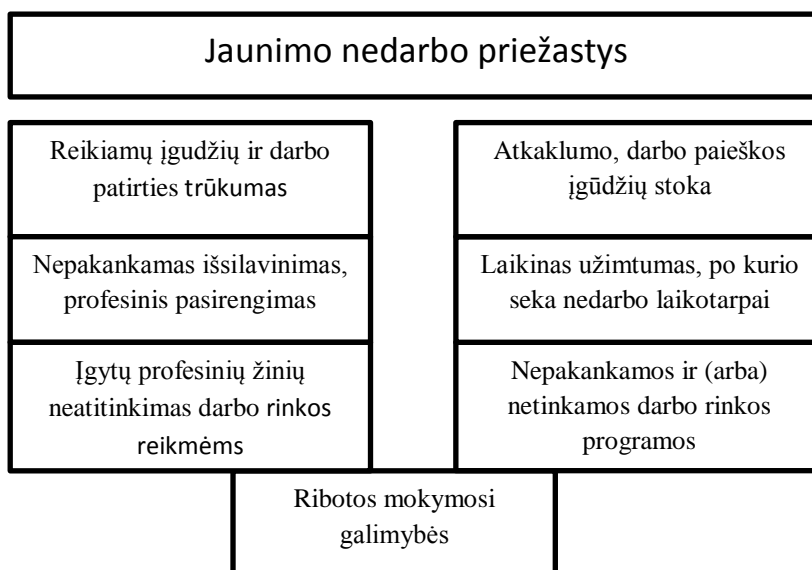 Jaunimo nedarbo priežastys
Reikiamų įgudžių ir darbo
patirties trūkumas
Nepakankamas išsilavinimas,
profesinis pasirengimas
Įgytų profesinių žinių
neatitinkimas darbo rinkos
reikmėms
Atkaklumo, darbo paieškos
įgūdžių stoka
Laikinas užimtumas, po kurio
seka nedarbo laikotarpai
Nepakankamos ir (arba)
netinkamos darbo rinkos
programos
Ribotos mokymosi
galimybės